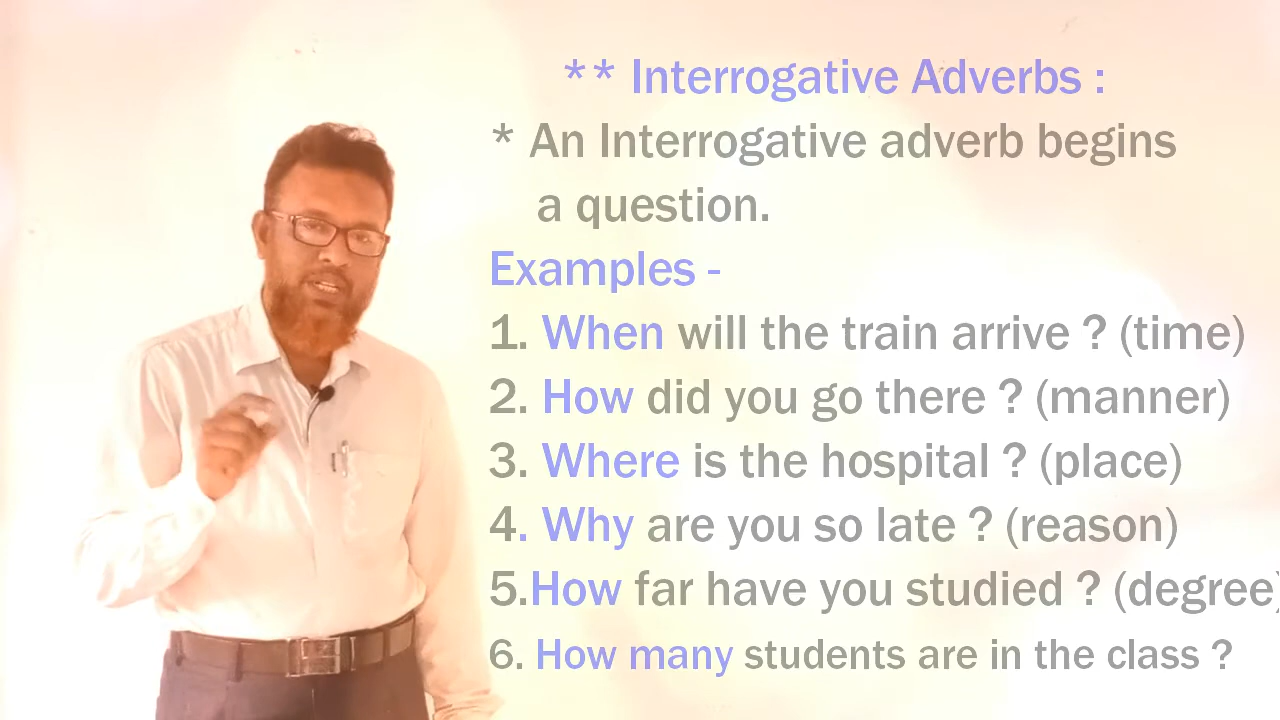 ** Interrogative Adverbs :
* An Interrogative adverb begins
a question.
Examples -
1. When will the train arrive ? (time)
2. How did you go there ? (manner)
3. Where is the hospital ? (place)
4. Why are you so late ? (reason)
5.How far have you studied ? (degree)
6. How many students are in the class ?